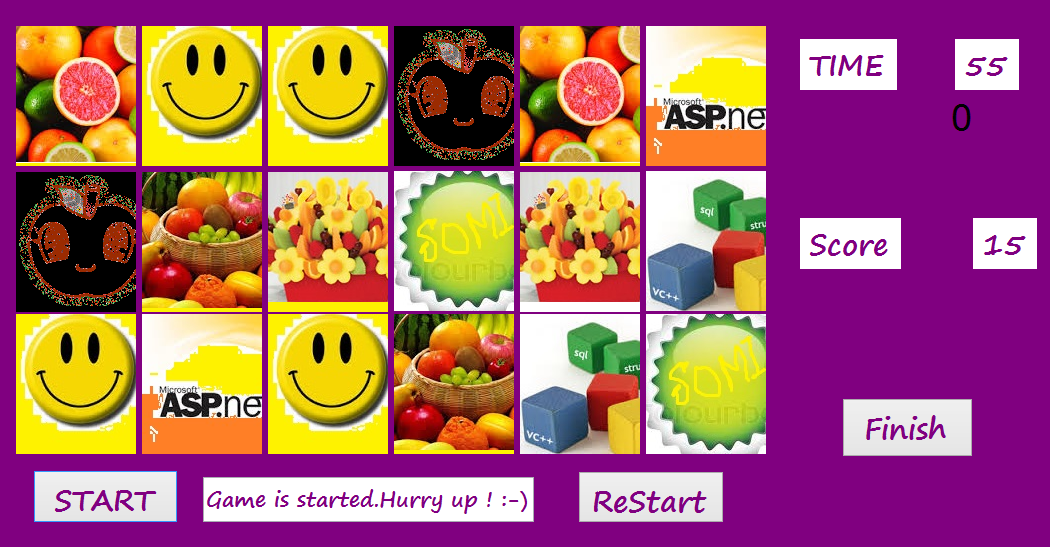 TIME 55
Microsoft
ASP.ne
0
2016
SOMI
sql
stru
Score 15
VC++
Microsoft
ASP.ne
sql
stru
SOMI
VC++
Finish
START Game is started.Hurry up ! :-) ReStart